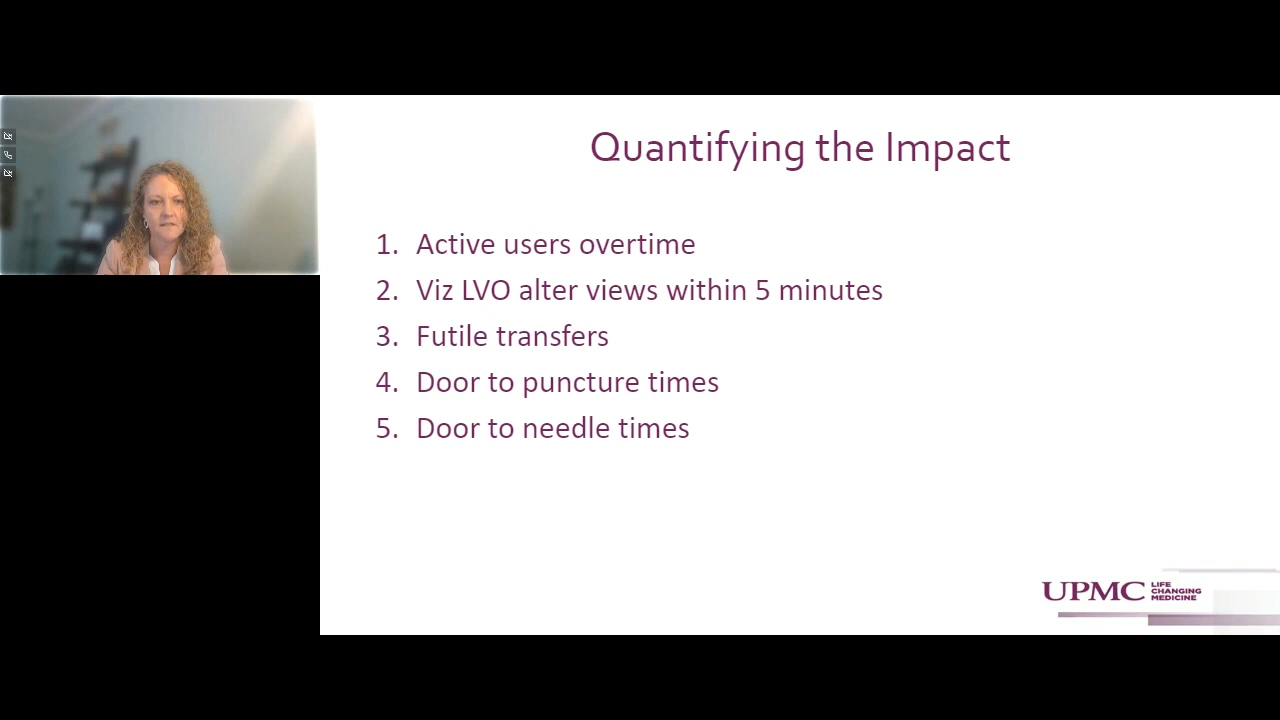 Quantifying the Impact
1. Active users overtime
2. Viz LVO alter views within 5 minutes
3. Futile transfers
4. Door to puncture times
5. Door to needle times
UPMC LIFE
CHANGING
MEDICINE